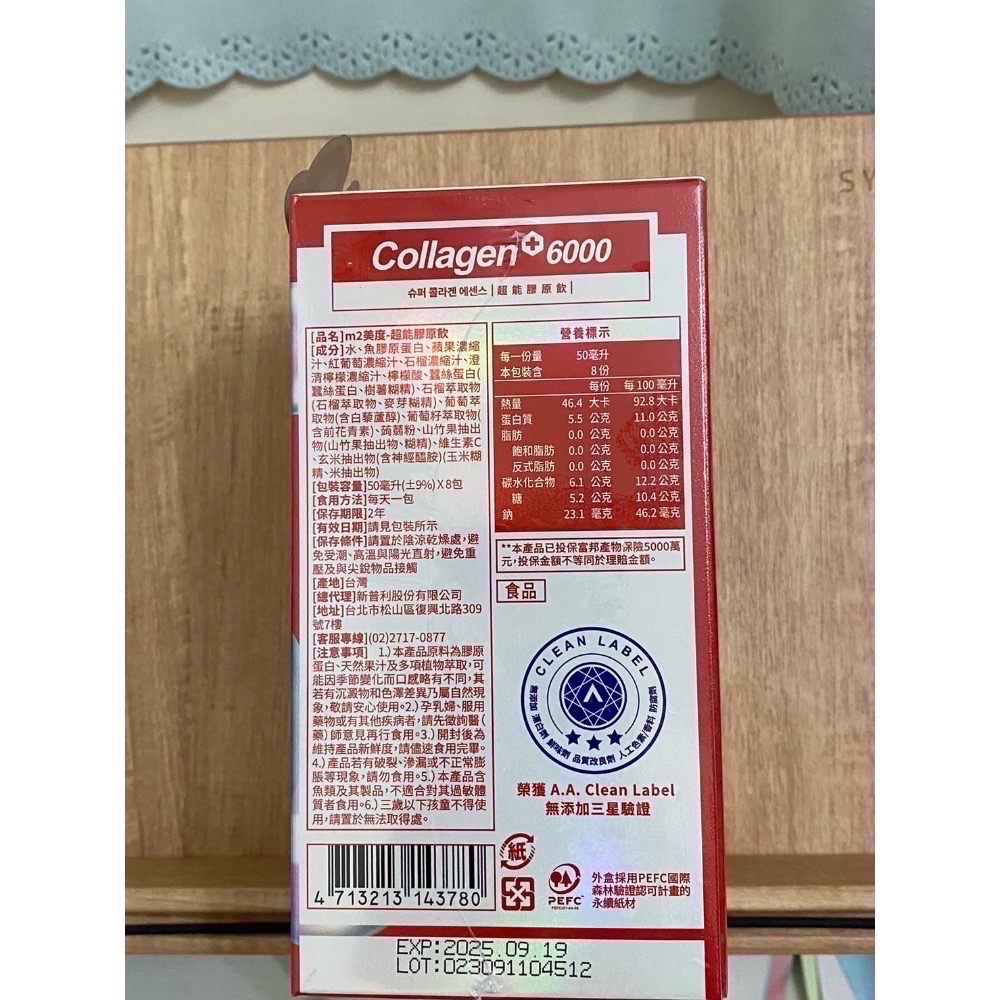 SY
Collagen+6000
슈퍼 콜라겐 에센스|超能膠原飲|
[品名]m2美度-超能膠原飲
[成分]水、魚膠原蛋白、蘋果濃縮
汁、紅葡萄濃縮汁、石榴濃縮汁、澄
清檸檬濃縮汁、檸檬酸、蠶絲蛋白(
蠶絲蛋白、樹薯糊精)、石榴萃取物
(石榴萃取物、麥芽糊精)、葡萄萃
取物(含白藜蘆醇)、葡萄籽萃取物(
含前花青素)、蒟蒻粉、山竹果抽出
物(山竹果抽出物、糊精)、維生素C
、玄米抽出物(含神經醯胺)(玉米糊
精、米抽出物)
[包裝容量]50毫升(±9%)X8包
[食用方法]每天一包
[保存期限]2年
[有效日期]請見包裝所示
[保存條件]請置於陰涼乾燥處,避
免受潮、高溫與陽光直射,避免重
壓及與尖銳物品接觸
[產地]台灣
[總代理]新普利股份有限公司
[地址]台北市松山區復興北路309
號7樓
[客服專線](02)2717-0877
[注意事項] 1.)本產品原料為膠原
蛋白、天然果汁及多項植物萃取,可
能因季節變化而口感略有不同,其
若有沉澱物和色澤差異乃屬自然現
象,敬請安心使用。2.)孕乳婦、服用
藥物或有其他疾病者,請先徵詢醫(
藥)師意見再行食用。3.)開封後為
維持產品新鮮度,請儘速食用完畢。
4.)產品若有破裂、滲漏或不正常膨
脹等現象,請勿食用。5.)本產品含
魚類及其製品,不適合對其過敏體
質者食用。6.)三歲以下孩童不得使
用,請置於無法取得處。
營養標示
每一份量 50毫升
本包裝含 8份
每份 每100毫升
熱量 46.4 大卡 92.8大卡
蛋白質 5.5 公克 11.0公克
脂肪 0.0 公克 0.0公克
飽和脂肪 0.0 公克 0.0公克
反式脂肪 0.0 公克 0.0公克
碳水化合物 6.1 公克 12.2公克
糖 5.2 公克 10.4公克
鈉 23.1 毫克 46.2毫克
**本產品已投保富邦產物保險5000萬
元,投保金額不等同於理賠金額。
食品
CLEAN LABEL
無添加 漂白劑 鮮味劑 品質改良劑 人工色素/香料 防腐劑
榮獲 A.A. Clean Label
無添加三星驗證
紙
PEFC
外盒採用PEFC國際
森林驗證認可計畫的
永續紙材
4 713213 143780
EXP:2025.09.19
LOT:023091104512